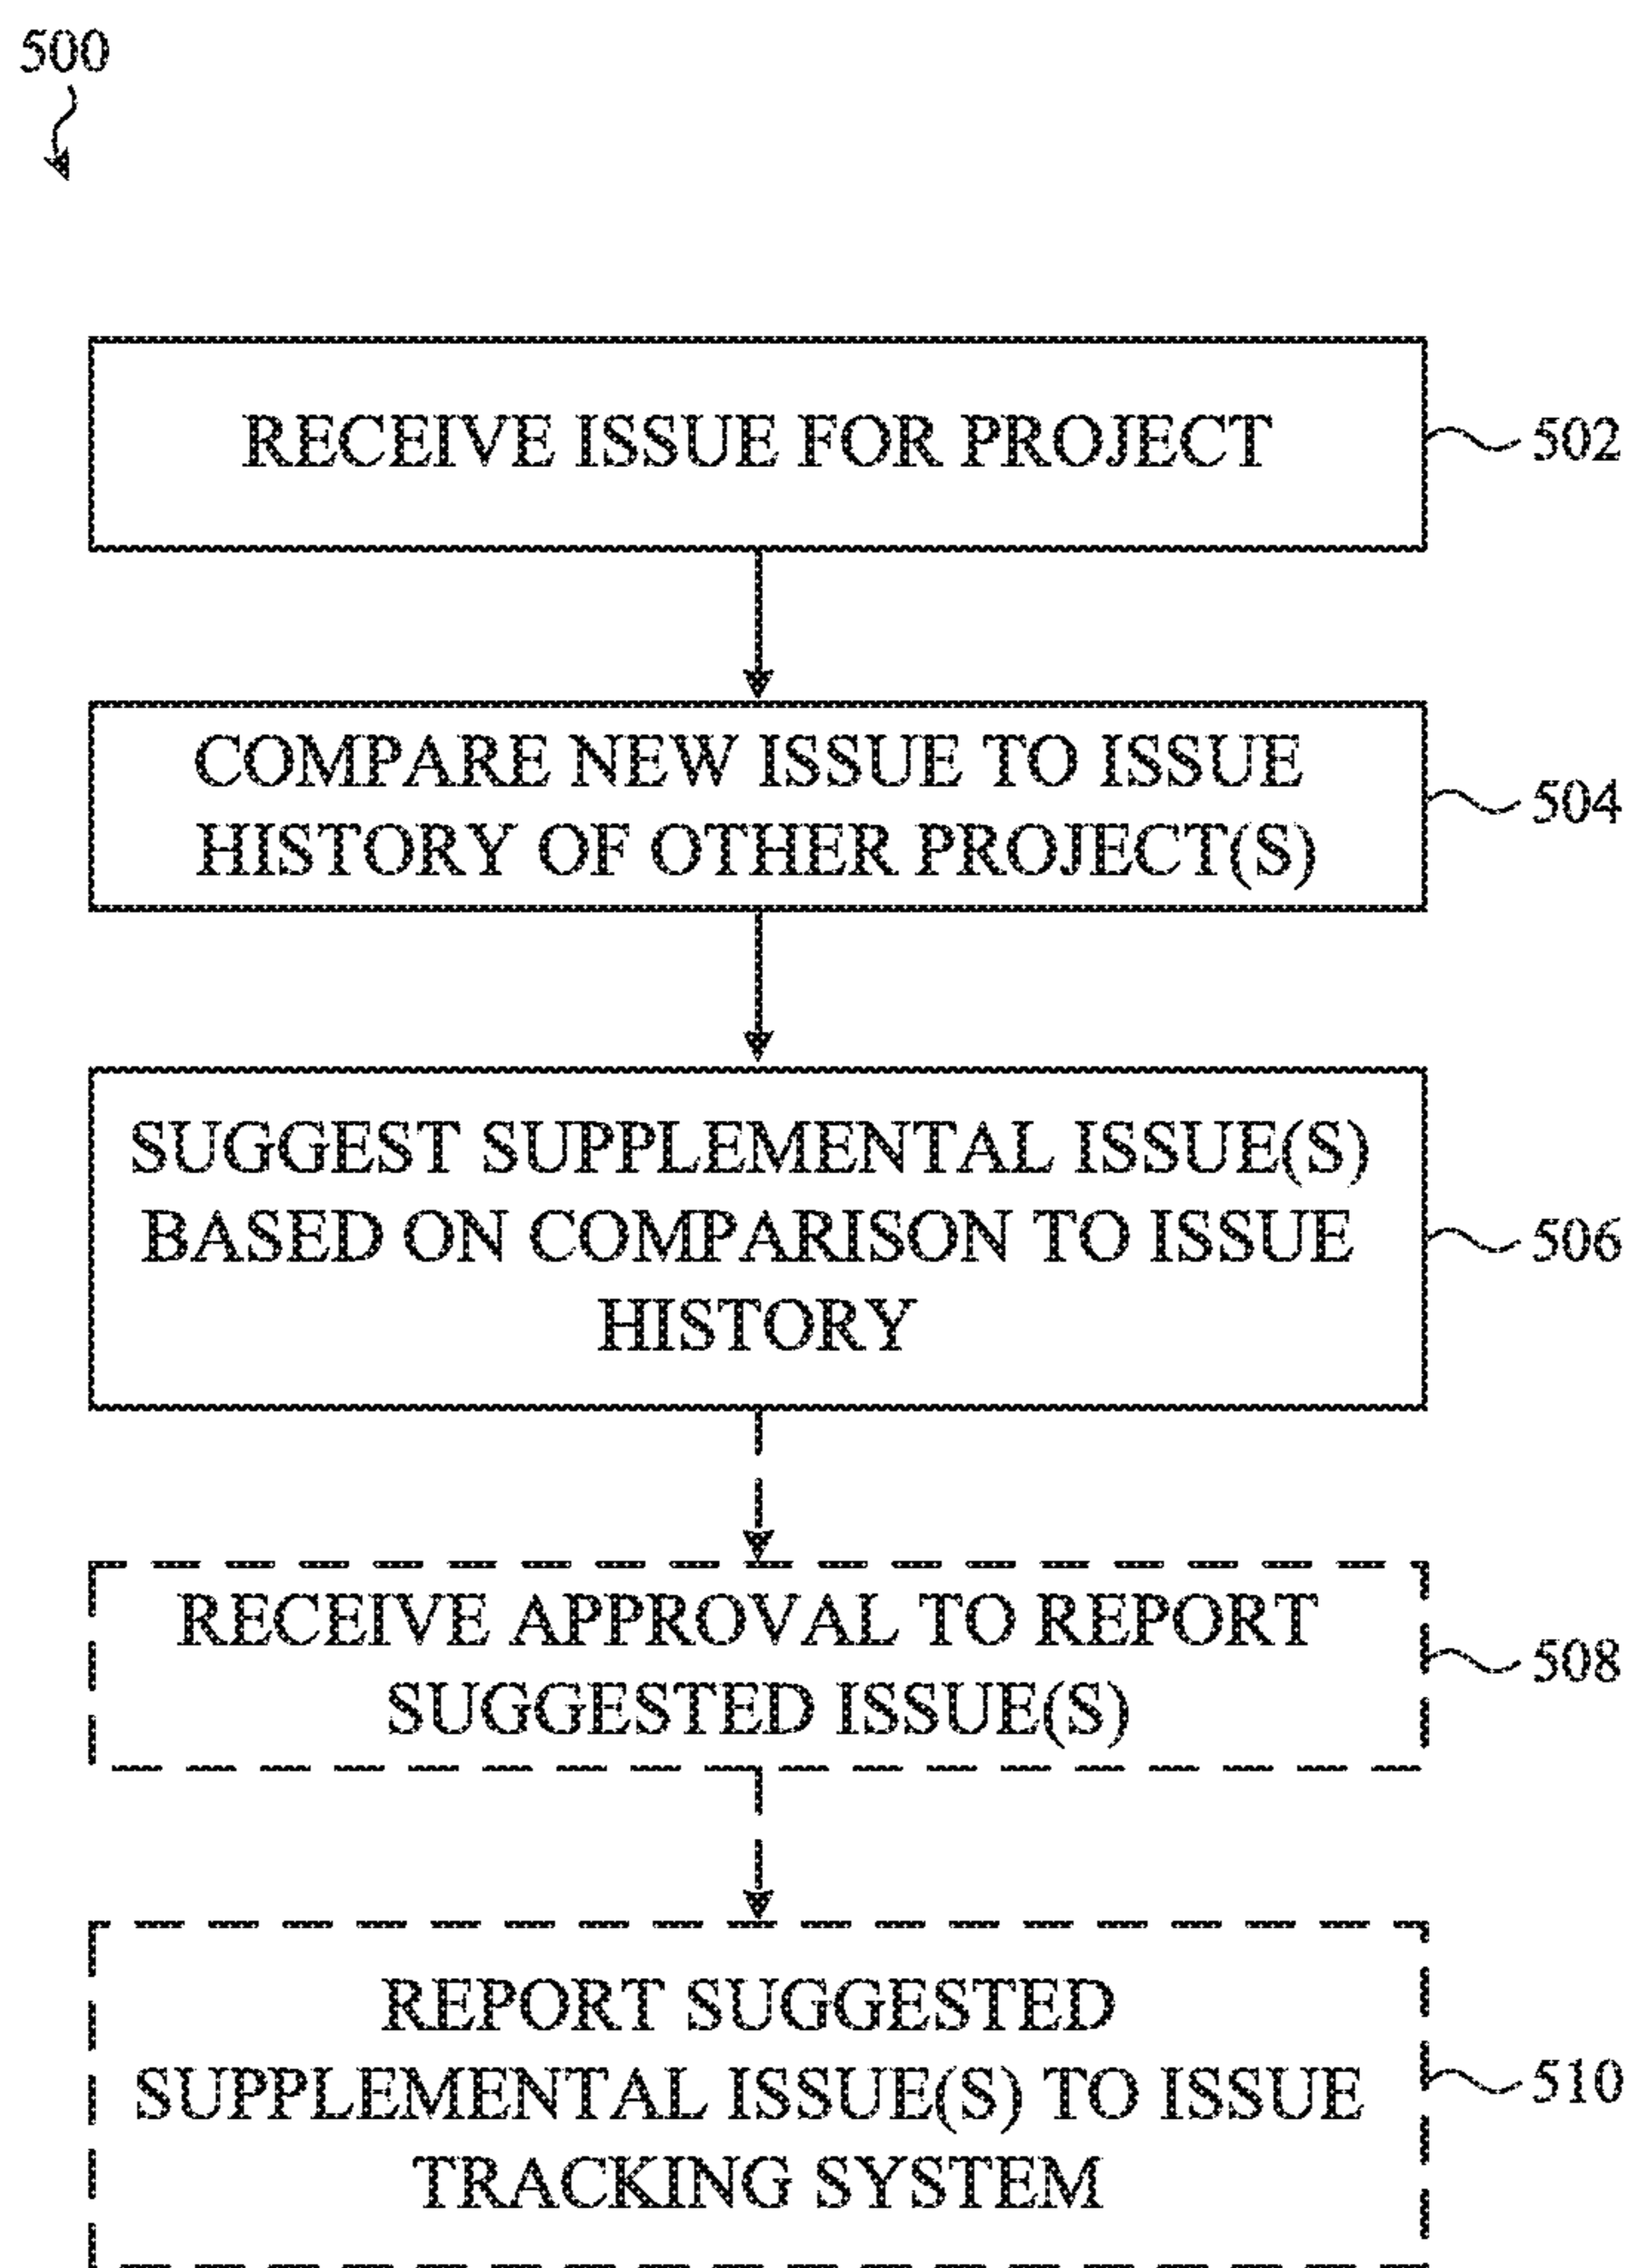 500
RECEIVE ISSUE FOR PROJECT
502
COMPARE NEW ISSUE TO ISSUE
HISTORY OF OTHER PROJECT(S)
504
SUGGEST SUPPLEMENTAL ISSUE(S)
BASED ON COMPARISON TO ISSUE
HISTORY
506
RECEIVE APPROVAL TO REPORT
SUGGESTED ISSUE(S)
508
REPORT SUGGESTED
SUPPLEMENTAL ISSUE(S) TO ISSUE
TRACKING SYSTEM
510